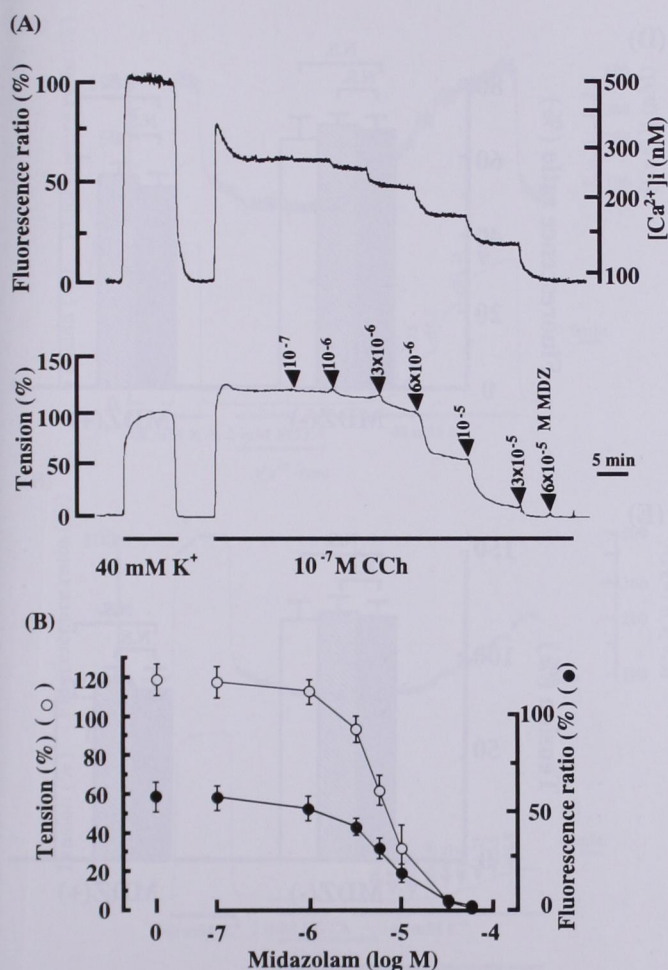 (A)
Fluorescence ratio (%)
100
50
0
500
300
200
100
[Ca²⁺]i (nM)
Tension (%)
150
100
50
0
10⁻⁷
10⁻⁶
3x10⁻⁶
6x10⁻⁶
10⁻⁵
3x10⁻⁵
6x10⁻⁵ M MDZ
5 min
40 mM K⁺
10⁻⁷M CCh
(B)
Tension (%) (○)
120
100
80
60
40
20
0
100
50
0
Fluorescence ratio (%) (●)
0 -7 -6 -5 -4
Midazolam (log M)